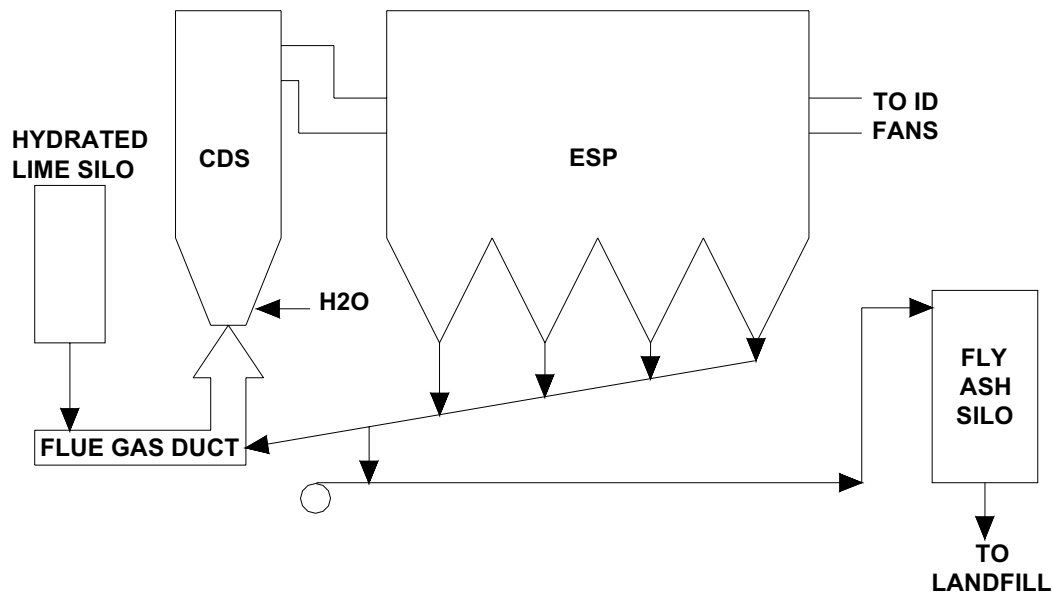 HYDRATED
LIME SILO
CDS
ESP
TO ID
FANS
H2O
FLUE GAS DUCT
FLY
ASH
SILO
TO
LANDFILL